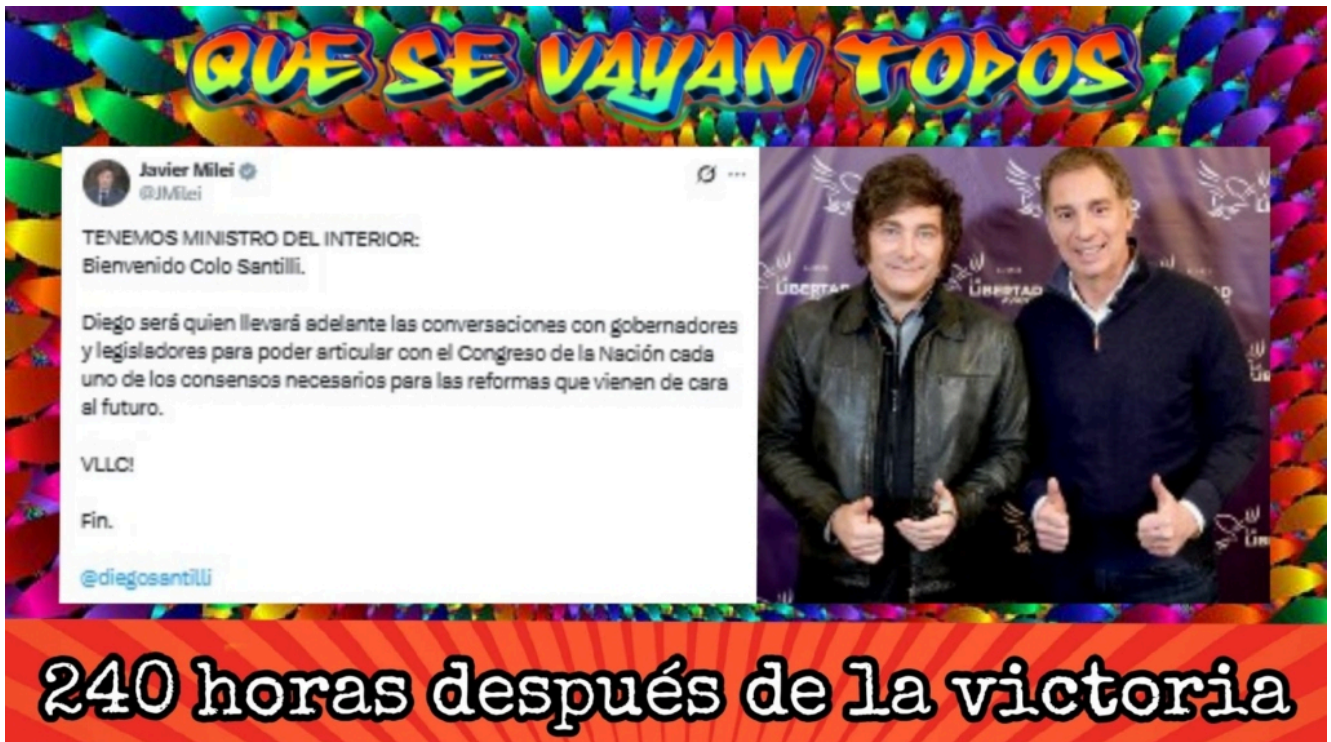 QUE SE VAYAN TODOS
Javier Milei
@JMilei
TENEMOS MINISTRO DEL INTERIOR:
Bienvenido Colo Santilli.
Diego será quien llevará adelante las conversaciones con gobernadores
y legisladores para poder articular con el Congreso de la Nación cada
uno de los consensos necesarios para las reformas que vienen de cara
al futuro.
VLLC!
Fin.
@diegosantilli
LIBERTAD
LIBERTAD
240 horas después de la victoria